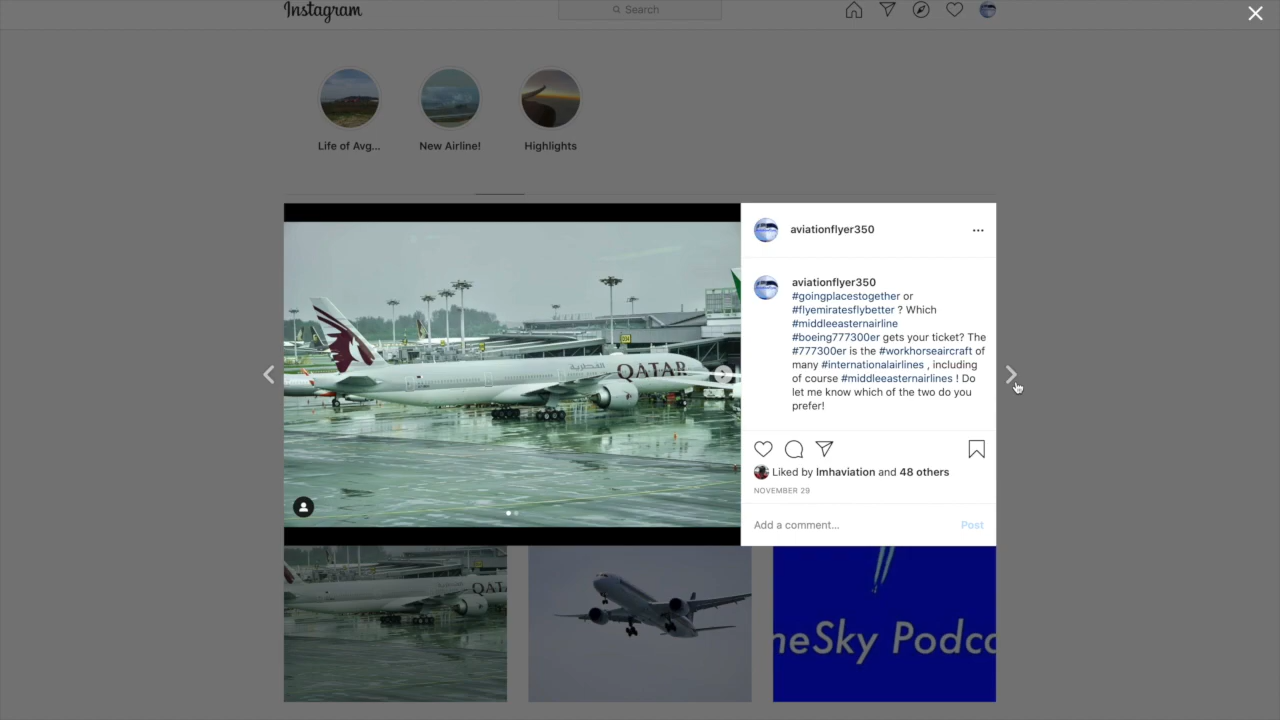 Instagram
Search
Life of Avg...
New Airline!
Highlights
aviationflyer350
aviationflyer350
#goingplacestogether or
#flyemiratesflybetter ? Which
#middleeasternairline
#boeing777300er gets your ticket? The
#777300er is the #workhorseaircraft of
many #internationalairlines , including
of course #middleeasternairlines ! Do
let me know which of the two do you
prefer!
القطرية
QATAR
Liked by lmhaviation and 48 others
NOVEMBER 29
Add a comment...
Post
QAT
neSky Podca